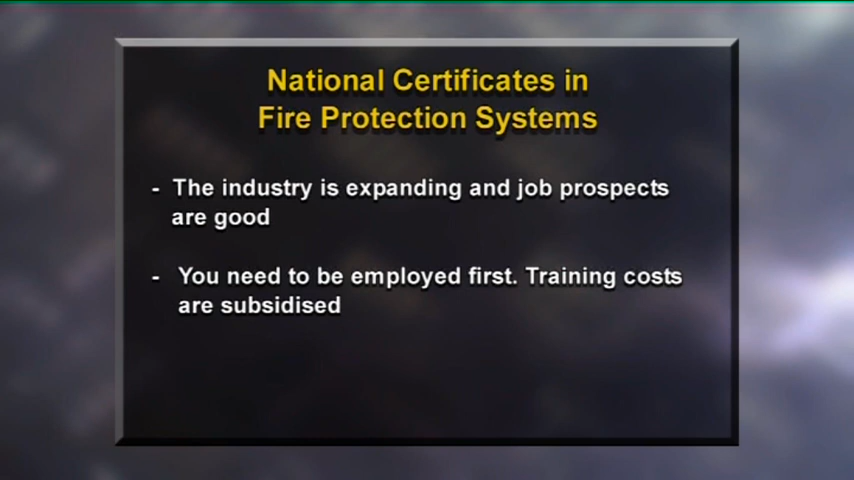 National Certificates in
Fire Protection Systems
- The industry is expanding and job prospects
are good
- You need to be employed first. Training costs
are subsidised